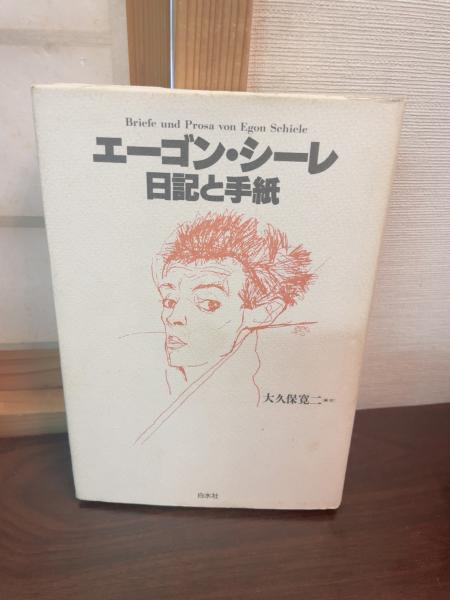 Briefe und Prosa von Egon Schiele
エーゴン・シーレ
日記と手紙
大久保寛二
白水社